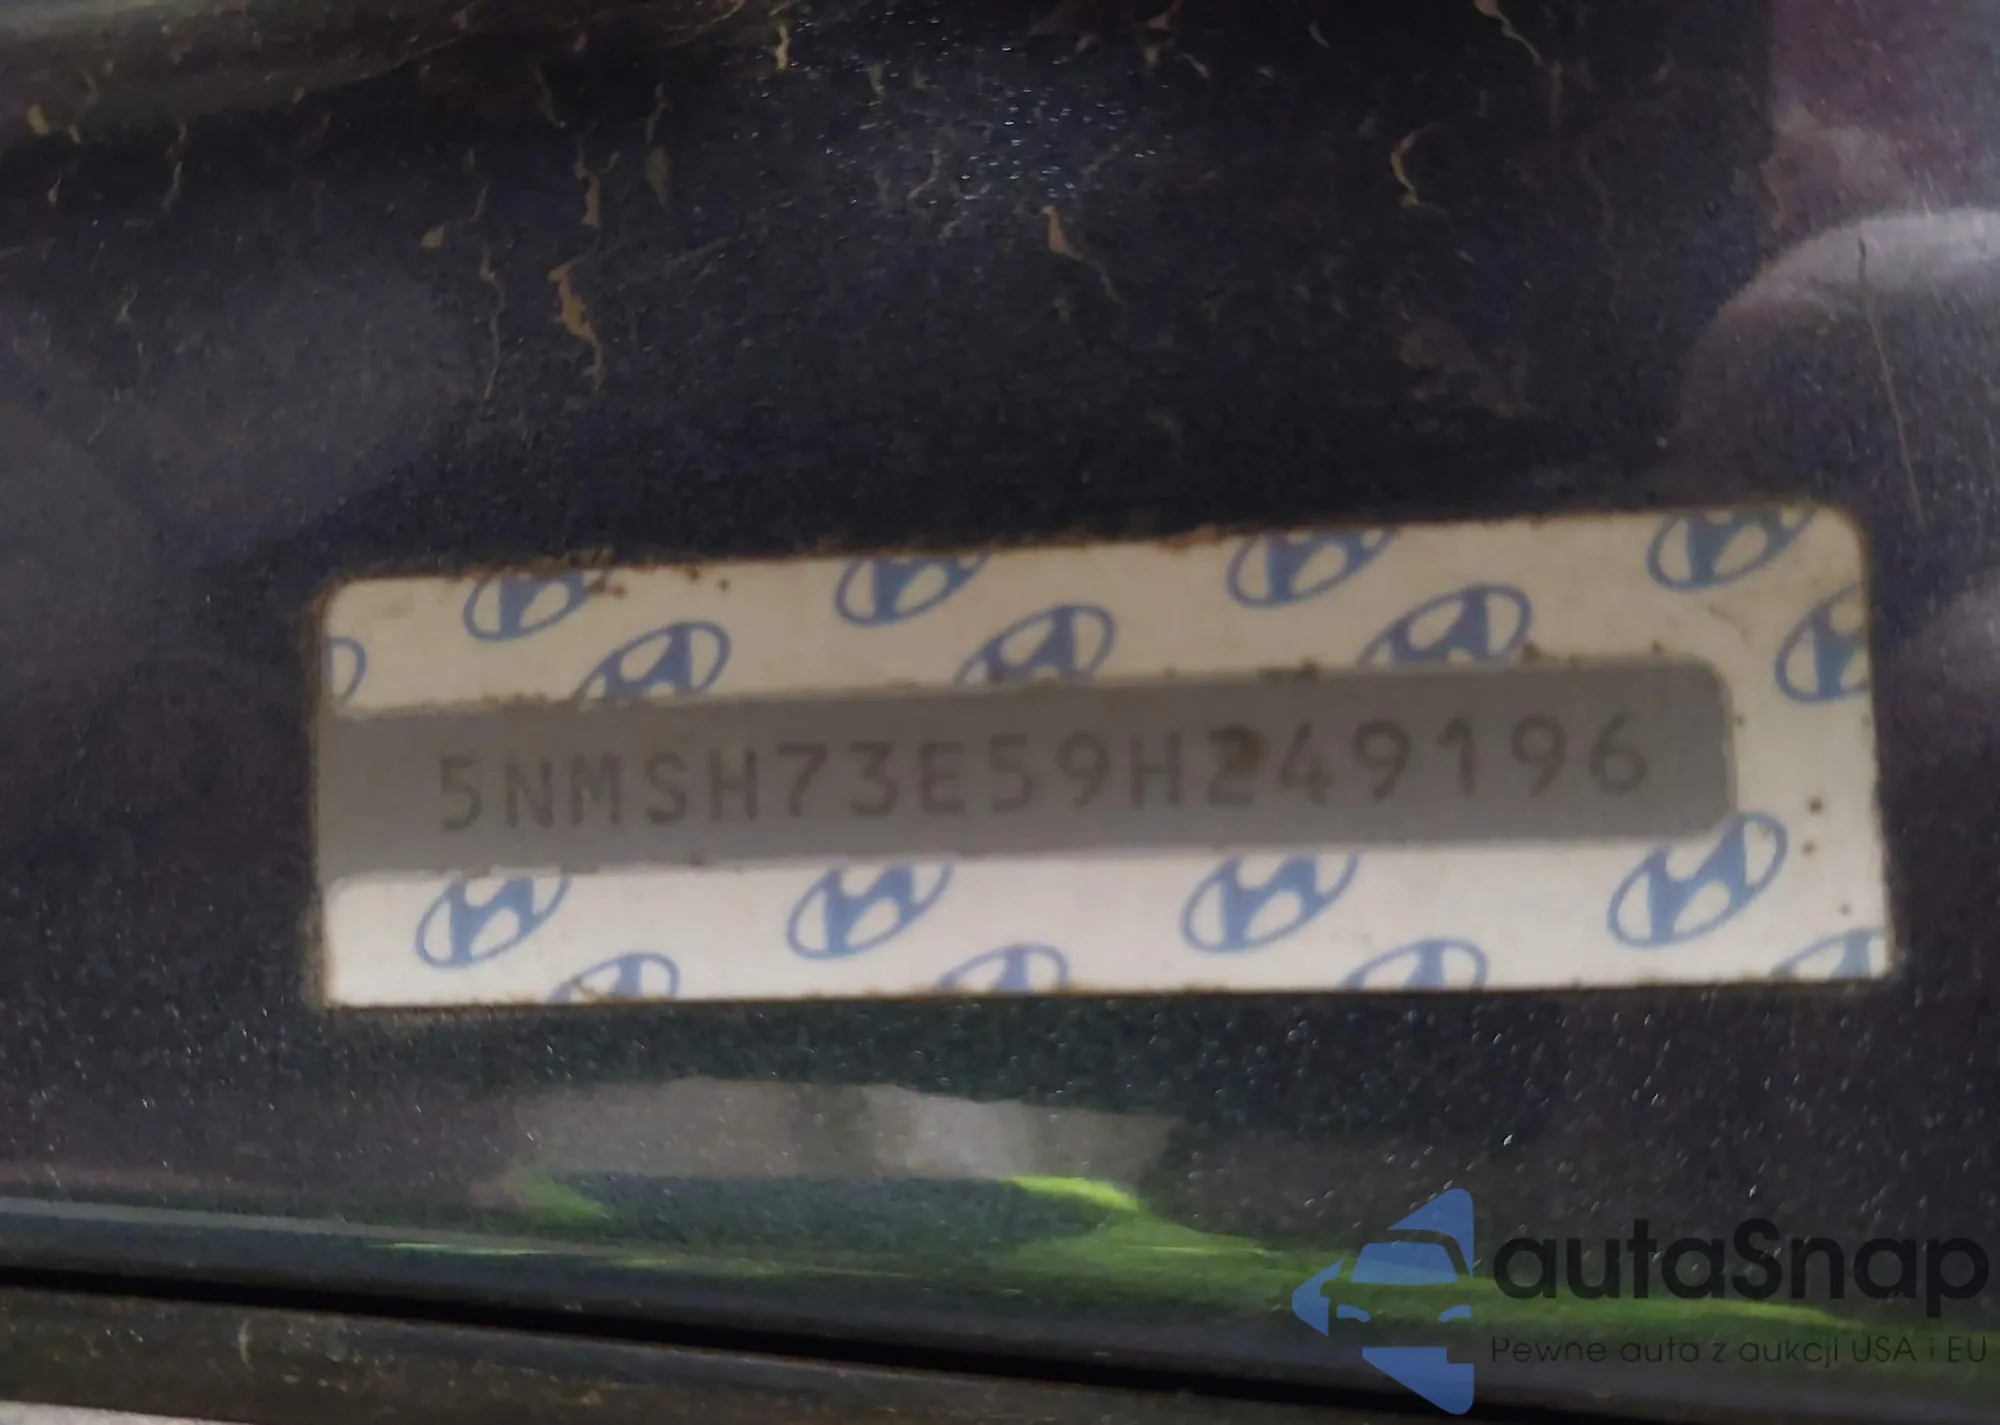 5NMSH73E59H249196
autaSnap
Pewne auta z aukcji USA i EU